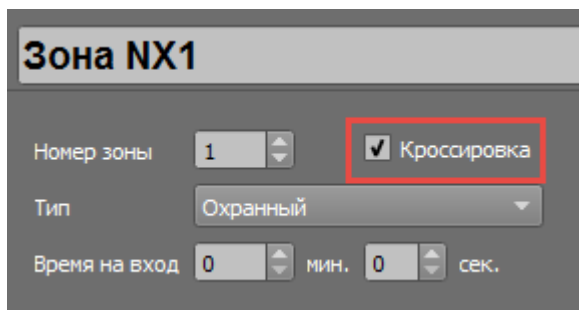 Зона NX1
Номер зоны 1 Кроссировка
Тип Охранный
Время на вход 0 мин. 0 сек.